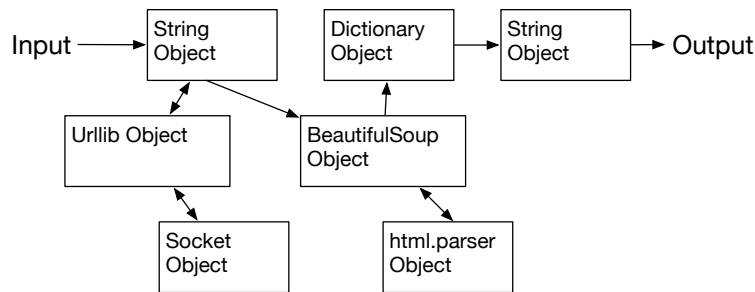 Input
String
Object
Dictionary
Object
String
Object
Output
Urllib Object
BeautifulSoup
Object
Socket
Object
html.parser
Object